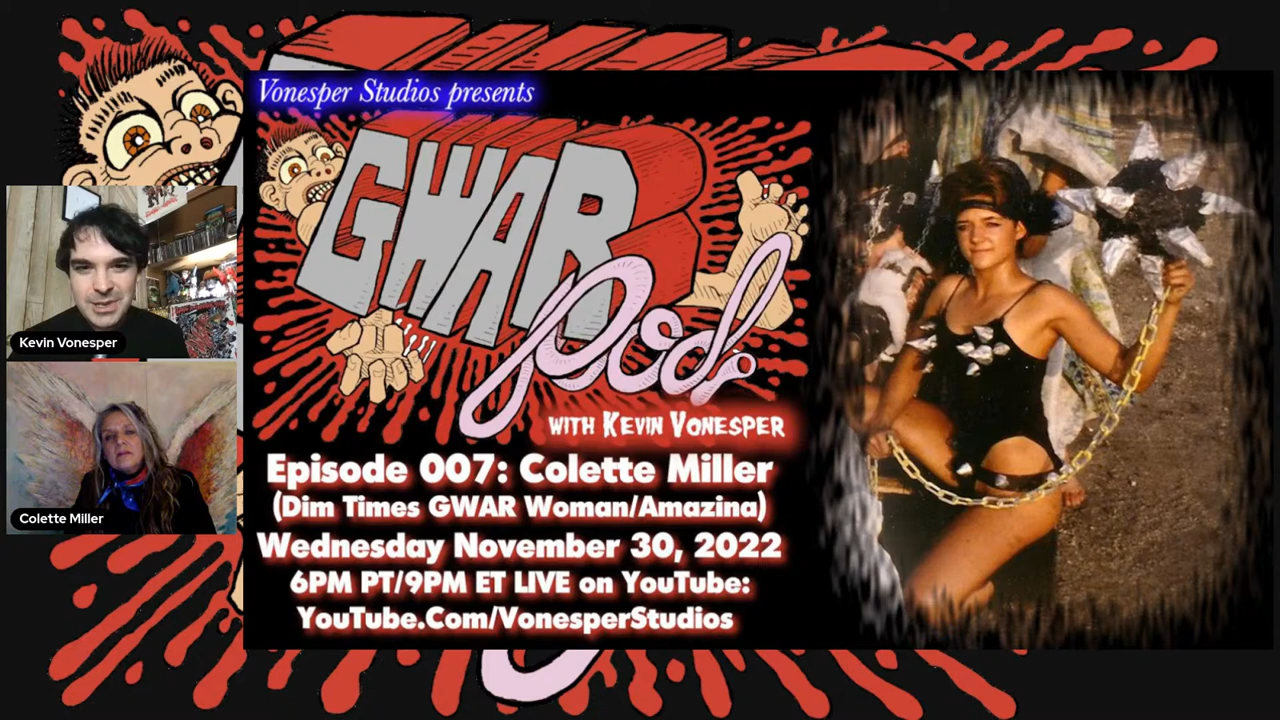 Vonesper Studios presents
GWAR
Pod
WITH KEVIN VONESPER
Episode 007: Colette Miller
(Dim Times GWAR Woman/Amazina)
Wednesday November 30, 2022
6PM PT/9PM ET LIVE on YouTube:
YouTube.Com/VonesperStudios
Kevin Vonesper
Colette Miller